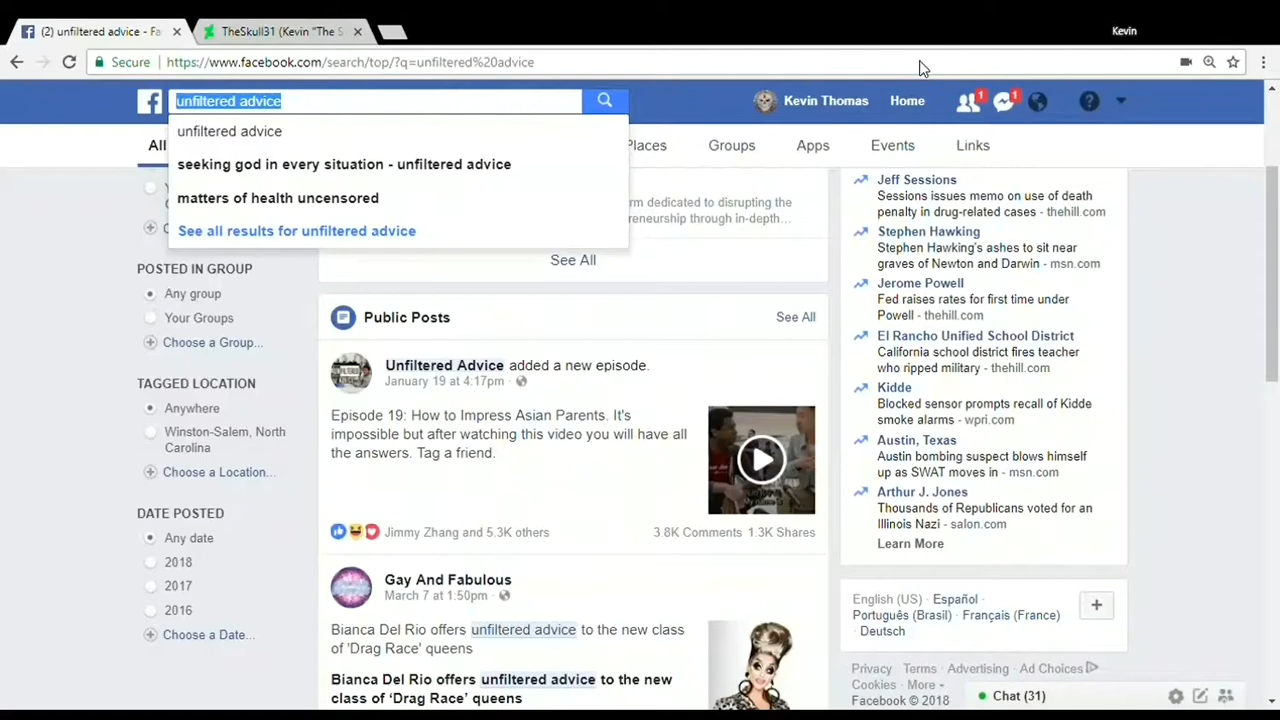 (2) unfiltered advice - Fa
TheSkull31 (Kevin "The S
Kevin
Secure
https://www.facebook.com/search/top/?q=unfiltered%20advice
unfiltered advice
Kevin Thomas
Home
1
1
unfiltered advice
seeking god in every situation - unfiltered advice
matters of health uncensored
See all results for unfiltered advice
All
Places
Groups
Apps
Events
Links
rm dedicated to disrupting the
reneurship through in-depth...
See All
POSTED IN GROUP
Any group
Your Groups
Choose a Group...
TAGGED LOCATION
Anywhere
Winston-Salem, North
Carolina
Choose a Location...
DATE POSTED
Any date
2018
2017
2016
Choose a Date...
Public Posts
See All
Unfiltered Advice added a new episode.
January 19 at 4:17pm ·
Episode 19: How to Impress Asian Parents. It's
impossible but after watching this video you will have all
the answers. Tag a friend.
Jimmy Zhang and 5.3K others
3.8K Comments 1.3K Shares
Gay And Fabulous
March 7 at 1:50pm ·
Bianca Del Rio offers unfiltered advice to the new class
of 'Drag Race' queens
Bianca Del Rio offers unfiltered advice to the new
class of ‘Drag Race’ queens
Jeff Sessions
Sessions issues memo on use of death
penalty in drug-related cases - thehill.com
Stephen Hawking
Stephen Hawking's ashes to sit near
graves of Newton and Darwin - msn.com
Jerome Powell
Fed raises rates for first time under
Powell - thehill.com
El Rancho Unified School District
California school district fires teacher
who ripped military - thehill.com
Kidde
Blocked sensor prompts recall of Kidde
smoke alarms - wpri.com
Austin, Texas
Austin bombing suspect blows himself
up as SWAT moves in - msn.com
Arthur J. Jones
Thousands of Republicans voted for an
Illinois Nazi - salon.com
Learn More
English (US) · Español ·
Português (Brasil) · Français (France)
· Deutsch
Privacy · Terms · Advertising · Ad Choices
Cookies · More
Facebook © 2018
Chat (31)